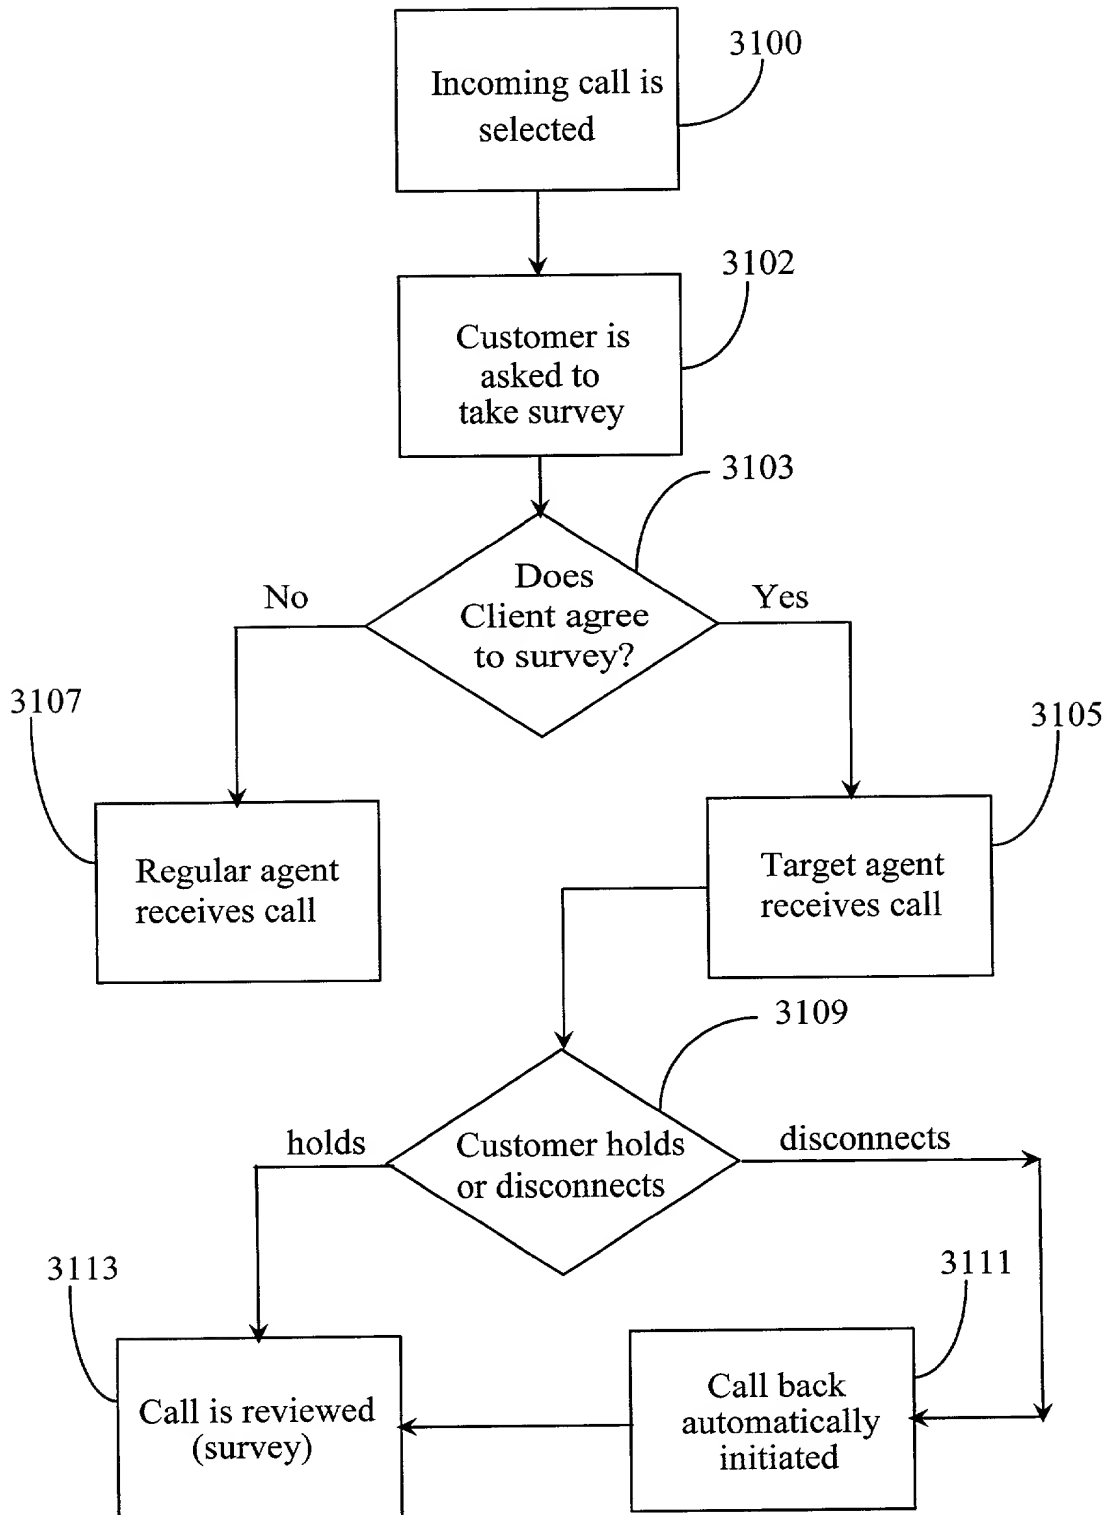 3100
Incoming call is
selected
3102
Customer is
asked to
take survey
3103
No
Does
Client agree
to survey?
Yes
3107
3105
Regular agent
receives call
Target agent
receives call
3109
holds
Customer holds
or disconnects
disconnects
3113
3111
Call is reviewed
(survey)
Call back
automatically
initiated